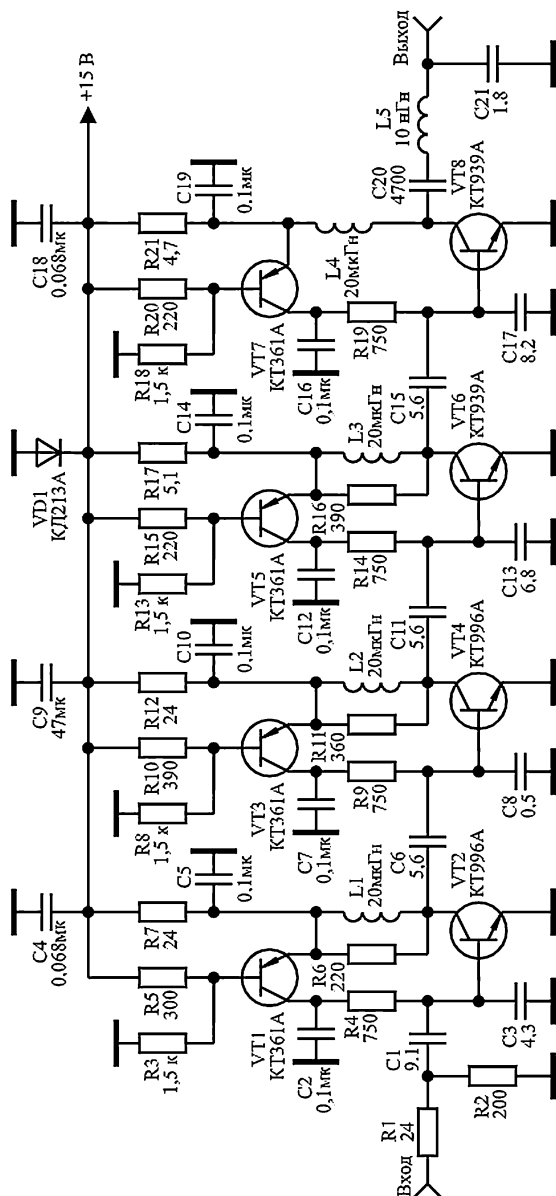 Вход
R1
24
R2
200
C1
9.1
C3
4,3
R3
1,5 к
R5
300
C4
0,068мк
R7
24
C5
0.1мк
VT1
КТ361А
C2
0,1мк
R4
750
R6
220
L1
20мкГн
VT2
КТ996А
C6
5,6
C8
0,5
R8
1,5 к
R10
390
C9
47мк
R12
24
C10
0.1мк
VT3
КТ361А
C7
0,1мк
R9
750
R11
360
L2
20мкГн
VT4
КТ996А
C11
5.6
C13
6,8
R13
1,5 к
R15
220
VD1
КД213А
R17
5,1
C14
0,1мк
VT5
КТ361А
C12
0,1мк
R14
750
R16
390
L3
20мкГн
VT6
КТ939А
C15
5.6
C17
8,2
R18
1,5 к
R20
220
C18
0.068мк
R21
4,7
C19
0.1мк
VT7
КТ361А
C16
0,1мк
R19
750
L4
20мкГн
VT8
КТ939А
C20
4700
L5
10 нГн
C21
1.8
Выход
+15 В